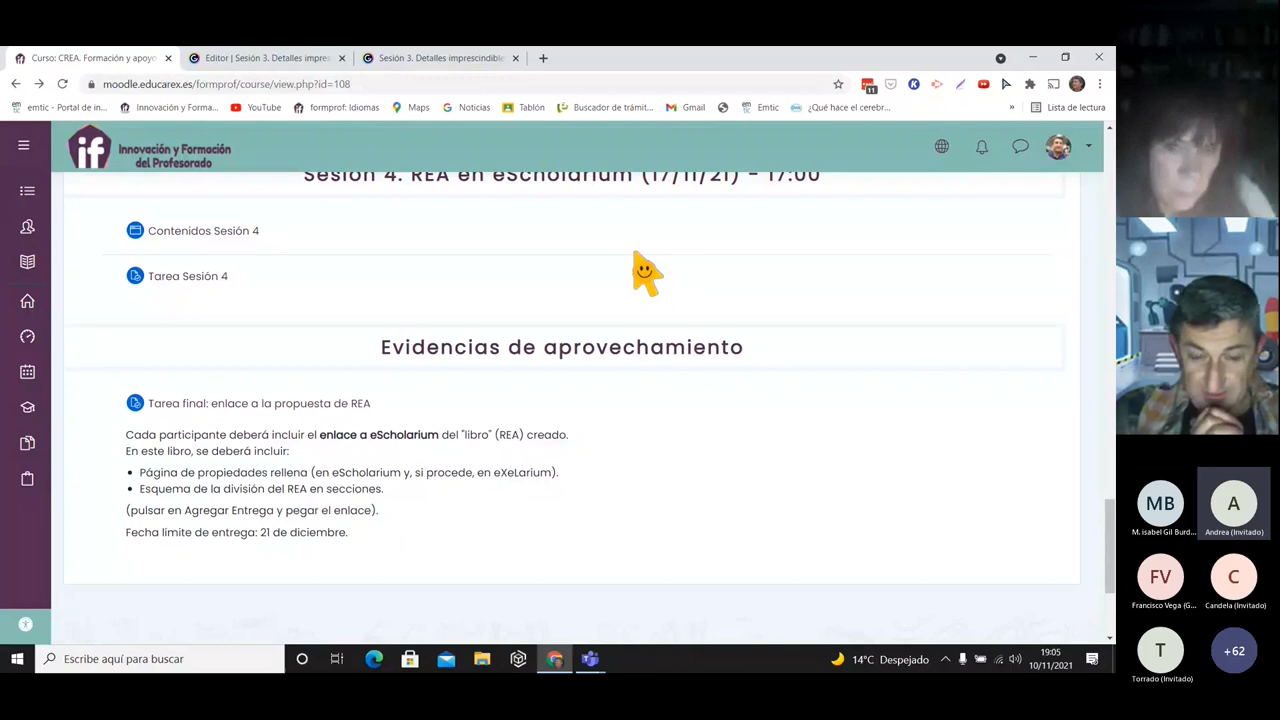 Curso: CREA. Formación y apoyo
Editor | Sesión 3. Detalles impres
Sesión 3. Detalles imprescindible
moodle.educarex.es/formprof/course/view.php?id=108
11
emtic - Portal de in...
Innovación y Forma...
YouTube
formprof: Idiomas
Maps
Noticias
Tablón
Buscador de trámit...
Gmail
Emtic
¿Qué hace el cerebr...
»
Lista de lectura
if
Innovación y Formación
del Profesorado
Sesión 4. REA en eScholarium (17/11/21) - 17:00
Contenidos Sesión 4
Tarea Sesión 4
Evidencias de aprovechamiento
Tarea final: enlace a la propuesta de REA
Cada participante deberá incluir el enlace a eScholarium del "libro" (REA) creado.
En este libro, se deberá incluir:
• Página de propiedades rellena (en eScholarium y, si procede, en eXeLarium).
• Esquema de la división del REA en secciones.
(pulsar en Agregar Entrega y pegar el enlace).
Fecha límite de entrega: 21 de diciembre.
Escribe aquí para buscar
14°C Despejado
19:05
10/11/2021
MB
M. isabel Gil Burd...
A
Andrea (Invitado)
FV
Francisco Vega (G...
C
Candela (Invitado)
T
Torrado (Invitado)
+62